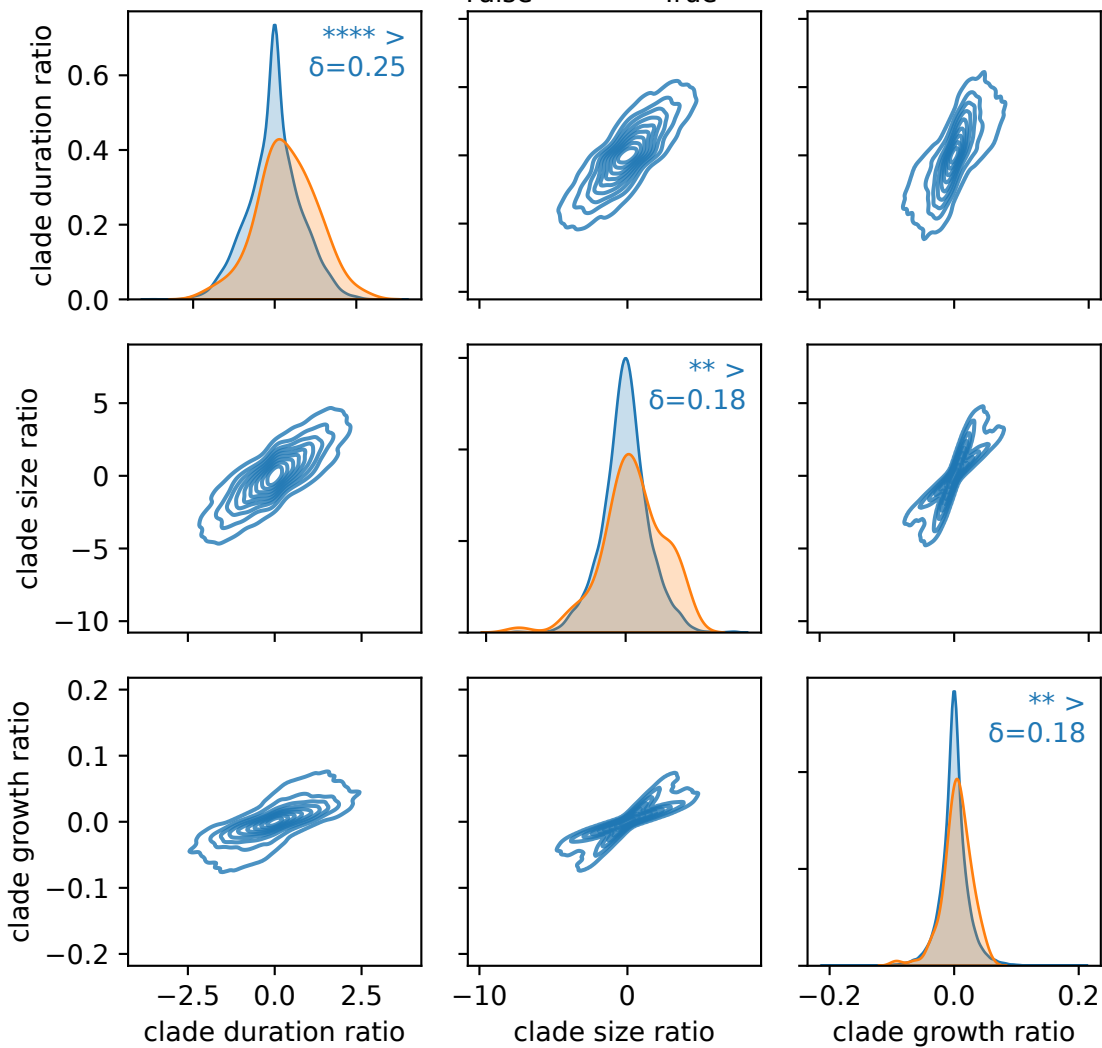 clade duration ratio
0.6
0.4
0.2
0.0
**** >
δ=0.25
clade size ratio
5
0
−5
−10
** >
δ=0.18
clade growth ratio
0.2
0.1
0.0
−0.1
−0.2
** >
δ=0.18
−2.5 0.0 2.5
−10 0
−0.2 0.0 0.2
clade duration ratio
clade size ratio
clade growth ratio